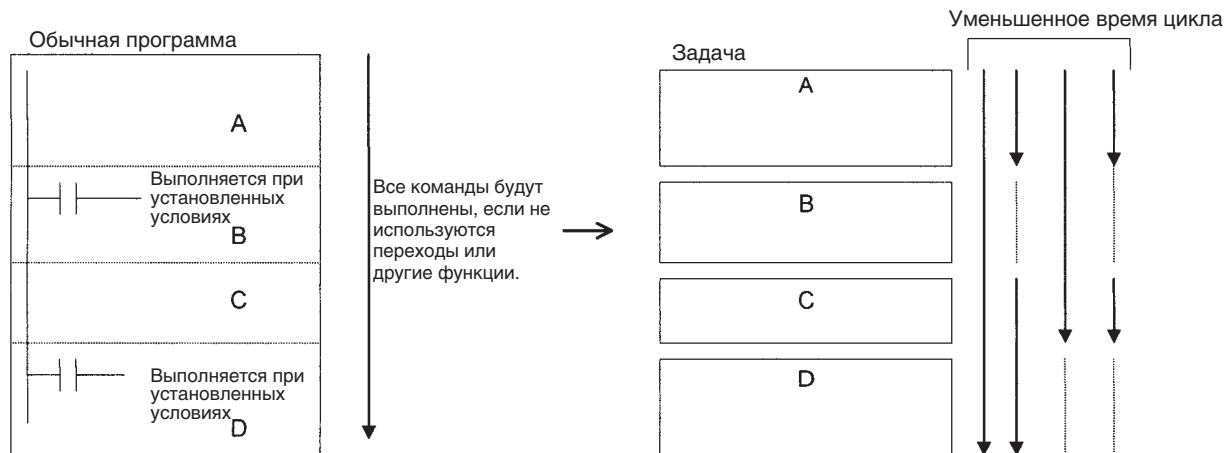 Обычная программа
A
Выполняется при
установленных
условиях
B
C
Выполняется при
установленных
условиях
D
Все команды будут
выполнены, если не
используются
переходы или
другие функции.
Уменьшенное время цикла
Задача
A
B
C
D